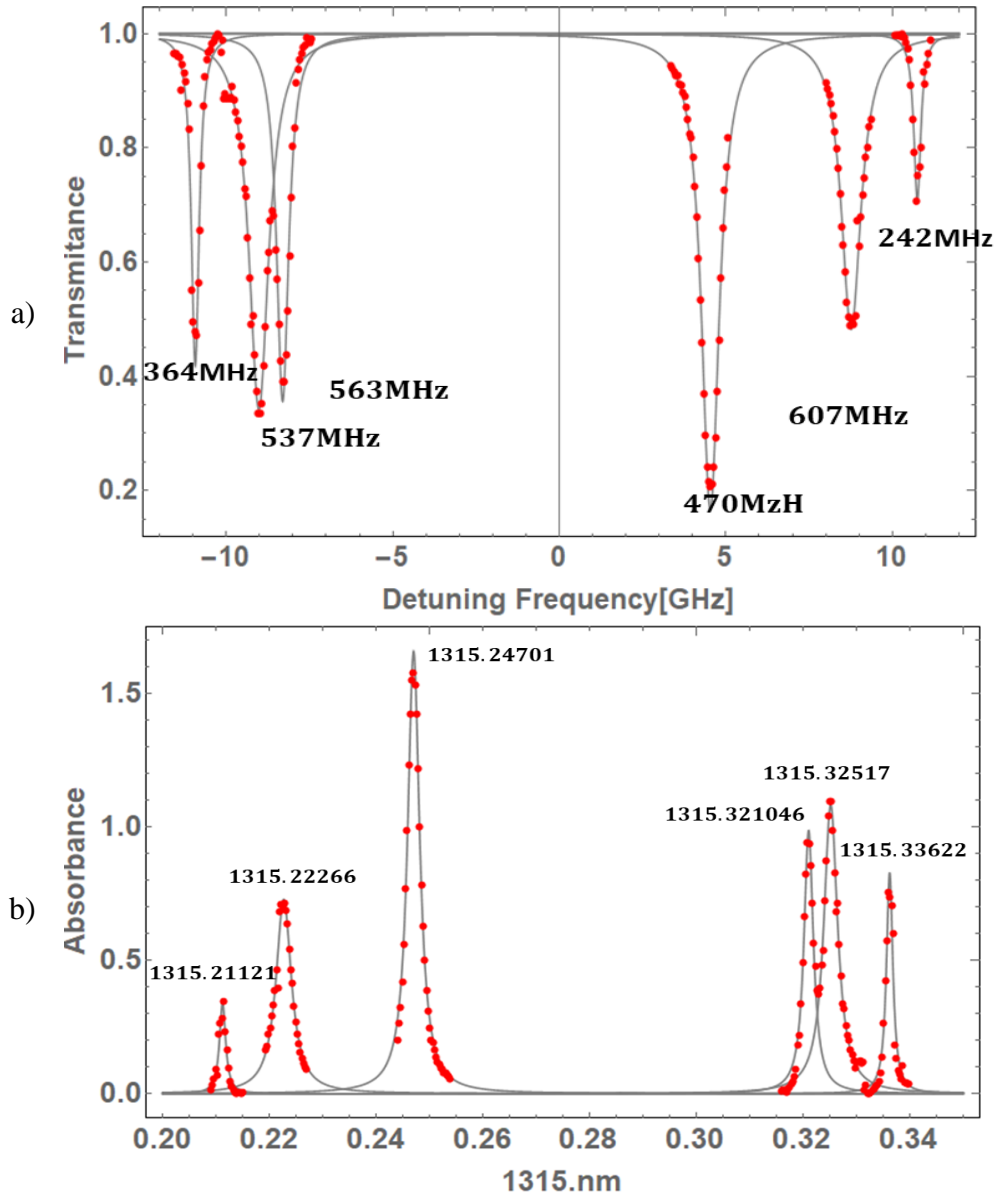 a)
Transmitance
1.0
0.8
0.6
0.4
0.2
364MHz
537MHz
563MHz
470MzH
607MHz
242MHz
−10 −5 0 5 10
Detuning Frequency[GHz]
b)
Absorbance
1.5
1.0
0.5
0.0
1315.21121
1315.22266
1315.24701
1315.321046
1315.32517
1315.33622
0.20 0.22 0.24 0.26 0.28 0.30 0.32 0.34
1315.nm